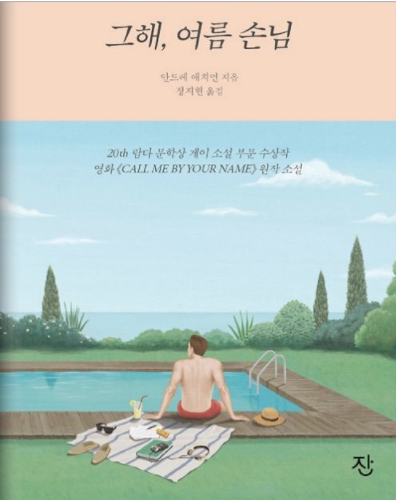 그해, 여름 손님
안드레 애치먼 지음
정지현 옮김
20th 람다 문학상 게이 소설 부문 수상작
영화 《CALL ME BY YOUR NAME》 원작 소설
잔